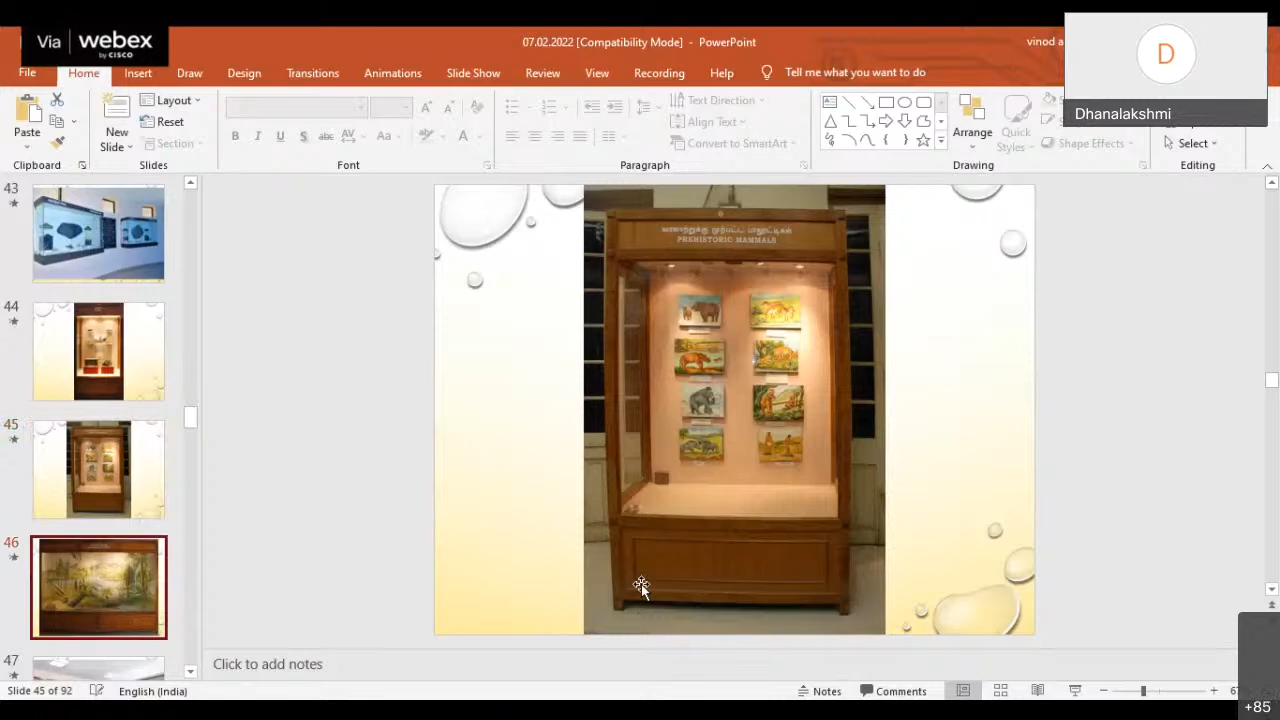 Via webex
by CISCO
07.02.2022 [Compatibility Mode] - PowerPoint
vinod a
D
Dhanalakshmi
File Home Insert Draw Design Transitions Animations Slide Show Review View Recording Help Tell me what you want to do
Paste
New
Slide
Layout
Reset
Section
B I U S abc AV Aa A
Text Direction
Align Text
Convert to SmartArt
Arrange
Quick
Styles
Shape Effects
Select
Clipboard Slides Font Paragraph Drawing Editing
43
44
45
46
47
PREHISTORIC MAMMALS
Click to add notes
Slide 45 of 92 English (India) Notes Comments
+85